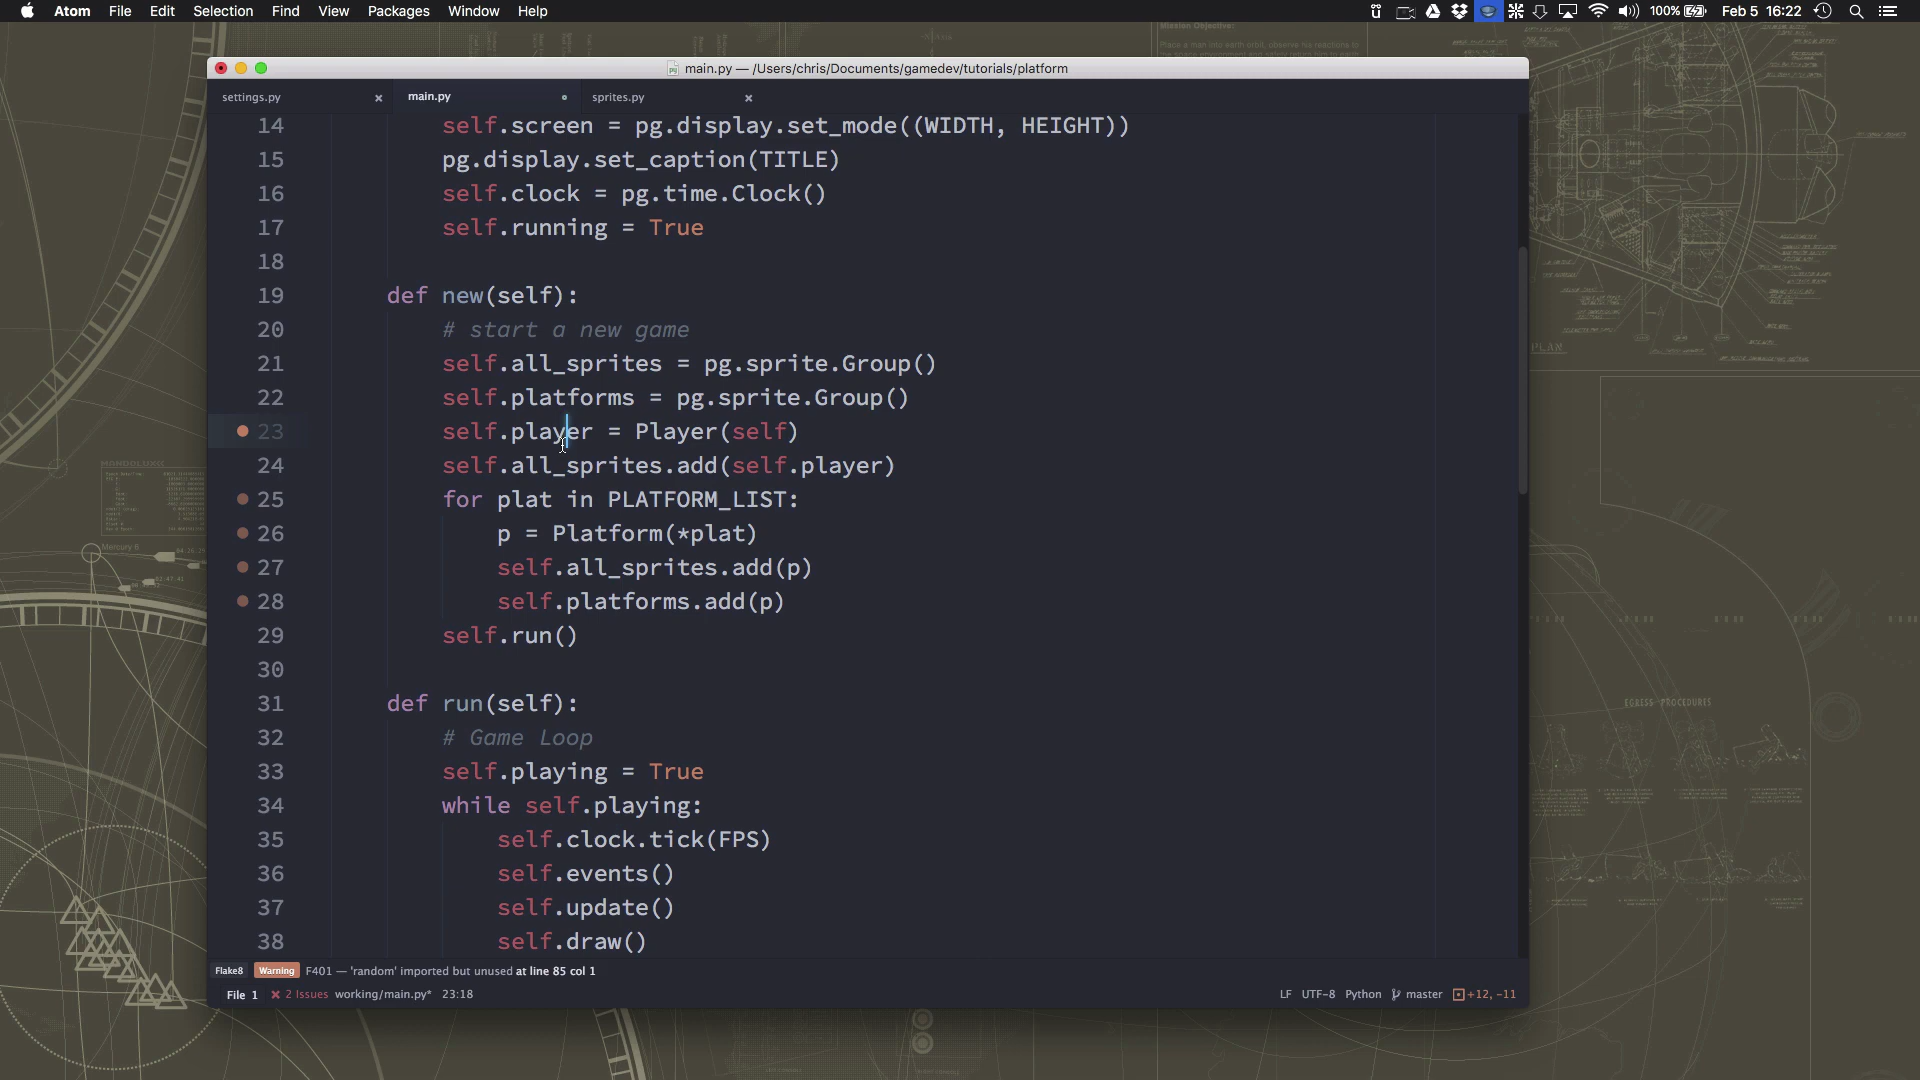 Atom File Edit Selection Find View Packages Window Help 100% Feb 5 16:22
main.py — /Users/chris/Documents/gamedev/tutorials/platform
settings.py main.py sprites.py
14 self.screen = pg.display.set_mode((WIDTH, HEIGHT))
15 pg.display.set_caption(TITLE)
16 self.clock = pg.time.Clock()
17 self.running = True
18
19 def new(self):
20 # start a new game
21 self.all_sprites = pg.sprite.Group()
22 self.platforms = pg.sprite.Group()
23 self.player = Player(self)
24 self.all_sprites.add(self.player)
25 for plat in PLATFORM_LIST:
26 p = Platform(*plat)
27 self.all_sprites.add(p)
28 self.platforms.add(p)
29 self.run()
30
31 def run(self):
32 # Game Loop
33 self.playing = True
34 while self.playing:
35 self.clock.tick(FPS)
36 self.events()
37 self.update()
38 self.draw()
Flake8 Warning F401 — 'random' imported but unused at line 85 col 1
File 1 2 Issues working/main.py* 23:18 LF UTF-8 Python master +12, -11
Mission Objective:
PLAN
EGRESS PROCEDURES
Mercury 6